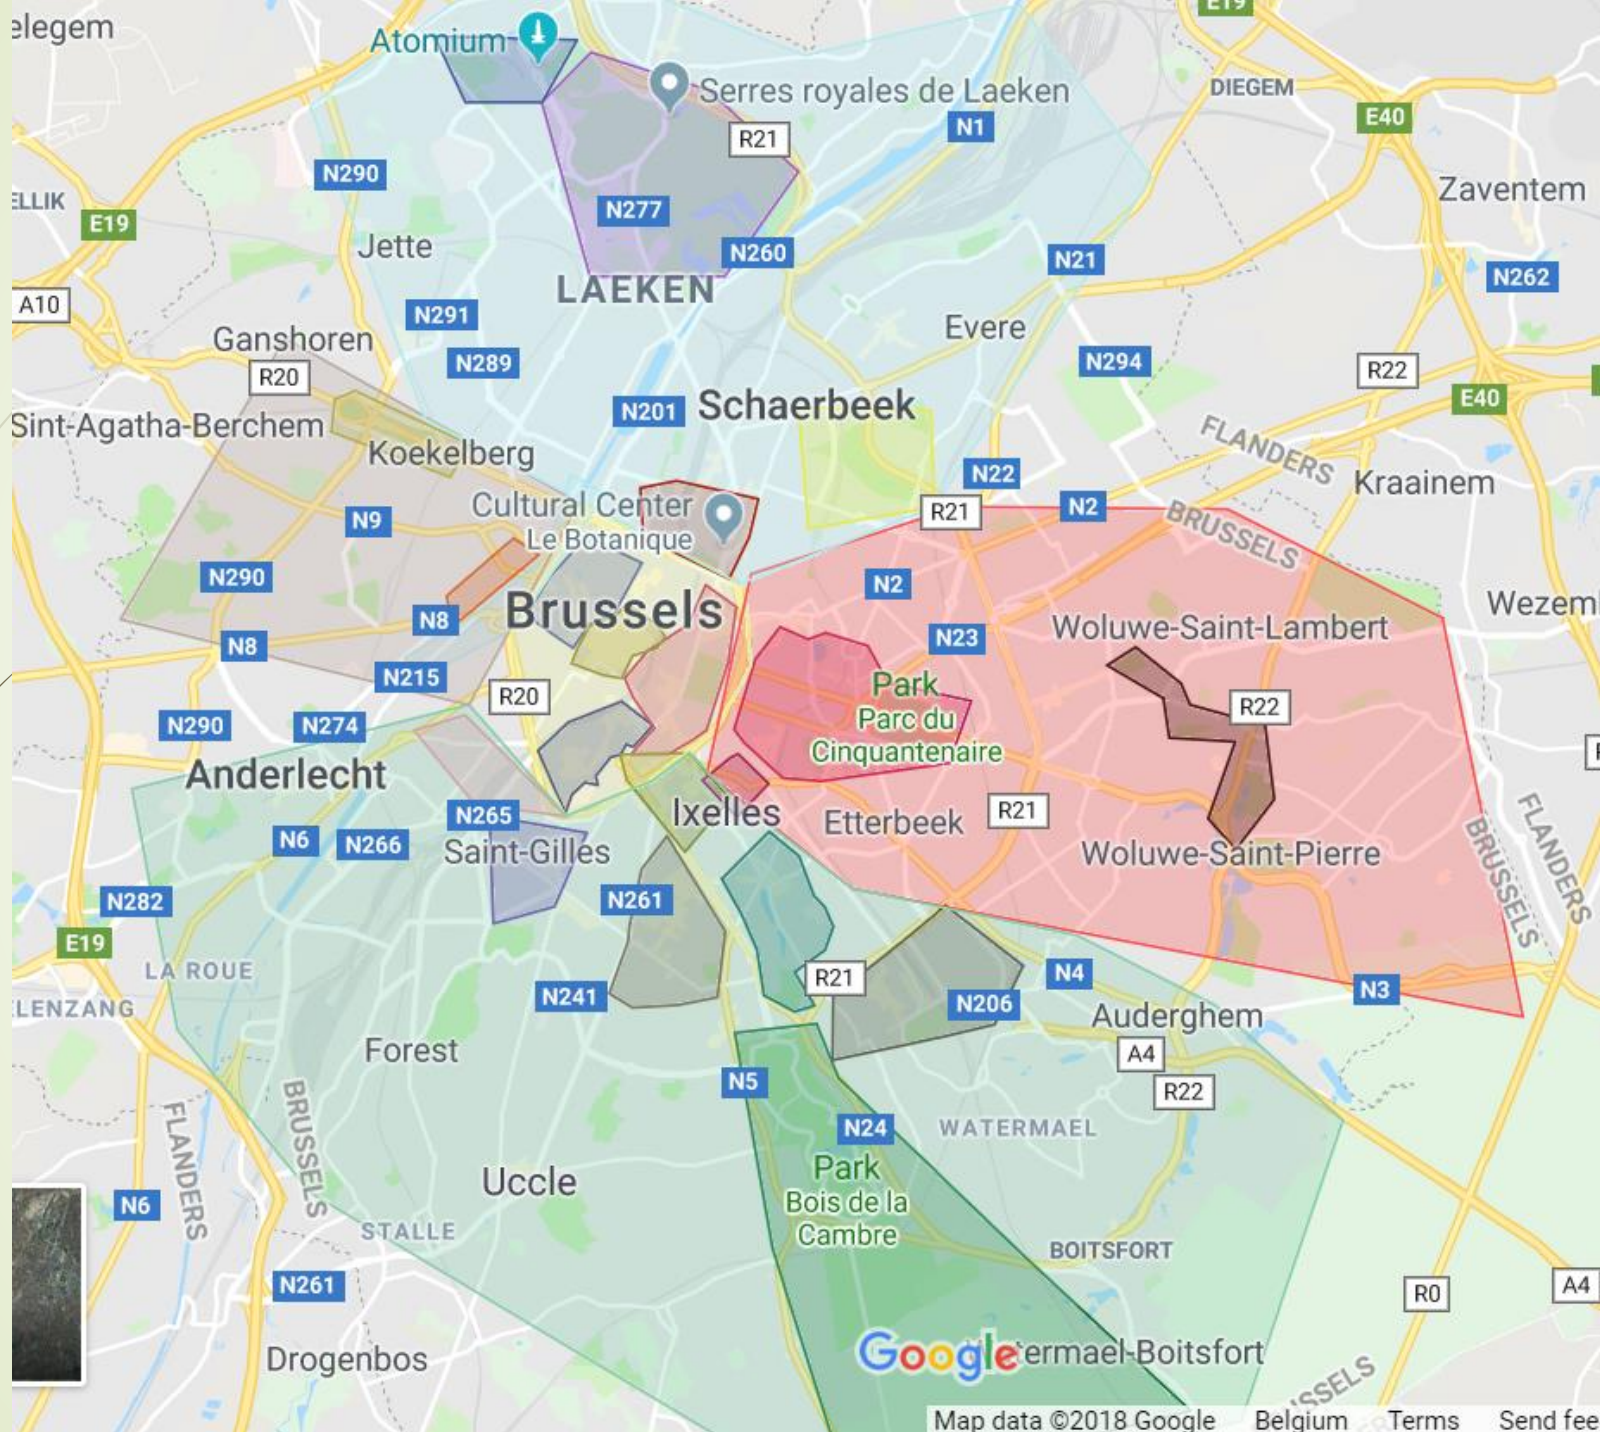 elegem
E19
Atomium
Serres royales de Laeken
DIEGEM
E40
N1
R21
N290
ELLIK
Zaventem
E19
N277
Jette
N260
N21
N262
LAEKEN
A10
N291
Evere
Ganshoren
N289
N294
R20
R22
E40
Schaerbeek
N201
Sint-Agatha-Berchem
FLANDERS
Koekelberg
N22
Kraainem
Cultural Center
Le Botanique
R21
N2
BRUSSELS
N9
N290
N2
Brussels
Wezem
N8
Woluwe-Saint-Lambert
N23
N8
N215
Park
Parc du
Cinquantenaire
R20
R22
N290
N274
Anderlecht
Ixelles
Etterbeek
R21
N265
FLANDERS
N6
N266
Saint-Gilles
Woluwe-Saint-Pierre
BRUSSELS
N282
N261
E19
LA ROUE
R21
N4
N241
N206
N3
ELENZANG
Auderghem
Forest
A4
N5
R22
BRUSSELS
FLANDERS
N24
WATERMAEL
Park
Bois de la
Cambre
Uccle
N6
STALLE
BOITSFORT
N261
R0
A4
Drogenbos
Google
termael-Boitsfort
USSELS
Map data ©2018 Google Belgium Terms Send fee